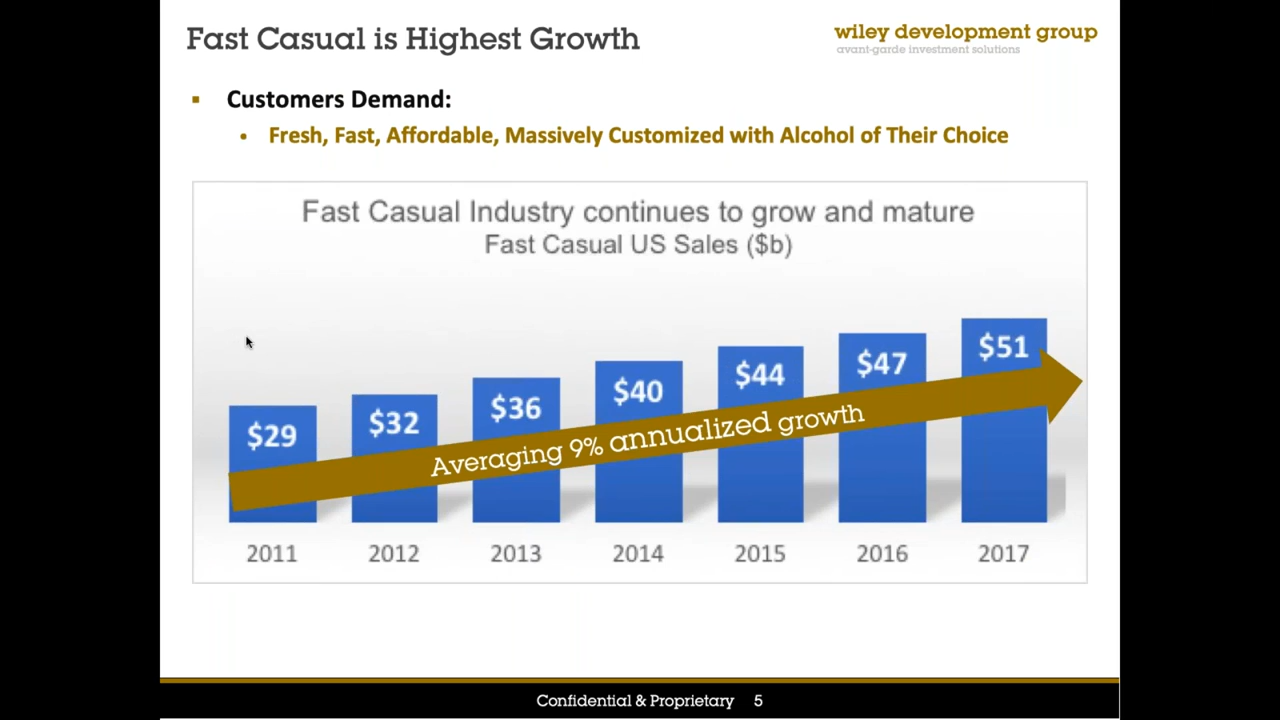 Fast Casual is Highest Growth
wiley development group
avant-garde investment solutions
Customers Demand:
Fresh, Fast, Affordable, Massively Customized with Alcohol of Their Choice
Fast Casual Industry continues to grow and mature
Fast Casual US Sales ($b)
$29
$32
$36
$40
$44
$47
$51
Averaging 9% annualized growth
2011
2012
2013
2014
2015
2016
2017
Confidential & Proprietary 5